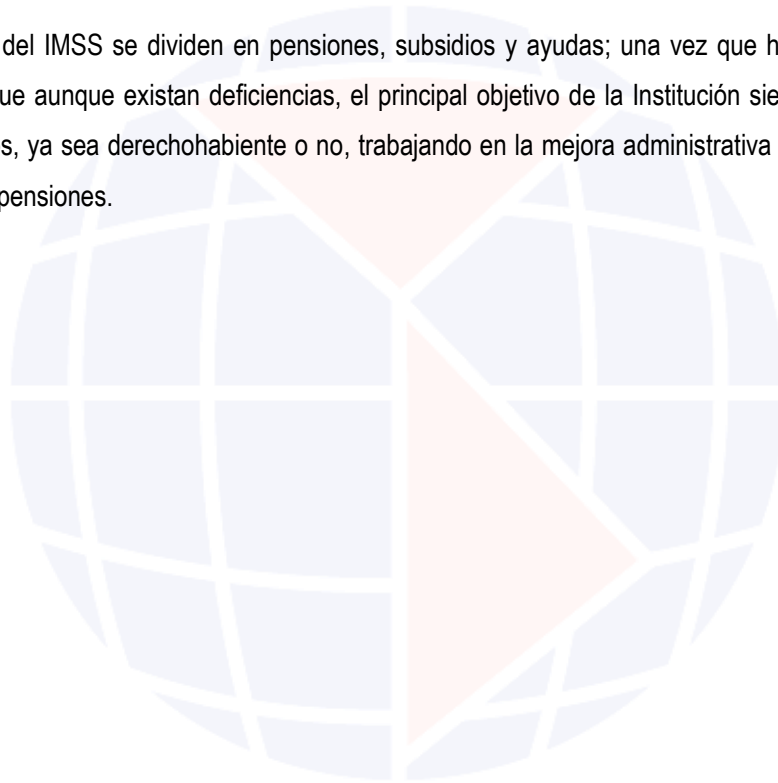 del IMSS se dividen en pensiones, subsidios y ayudas; una vez que h
ue aunque existan deficiencias, el principal objetivo de la Institución sie
s, ya sea derechohabiente o no, trabajando en la mejora administrativa
pensiones.